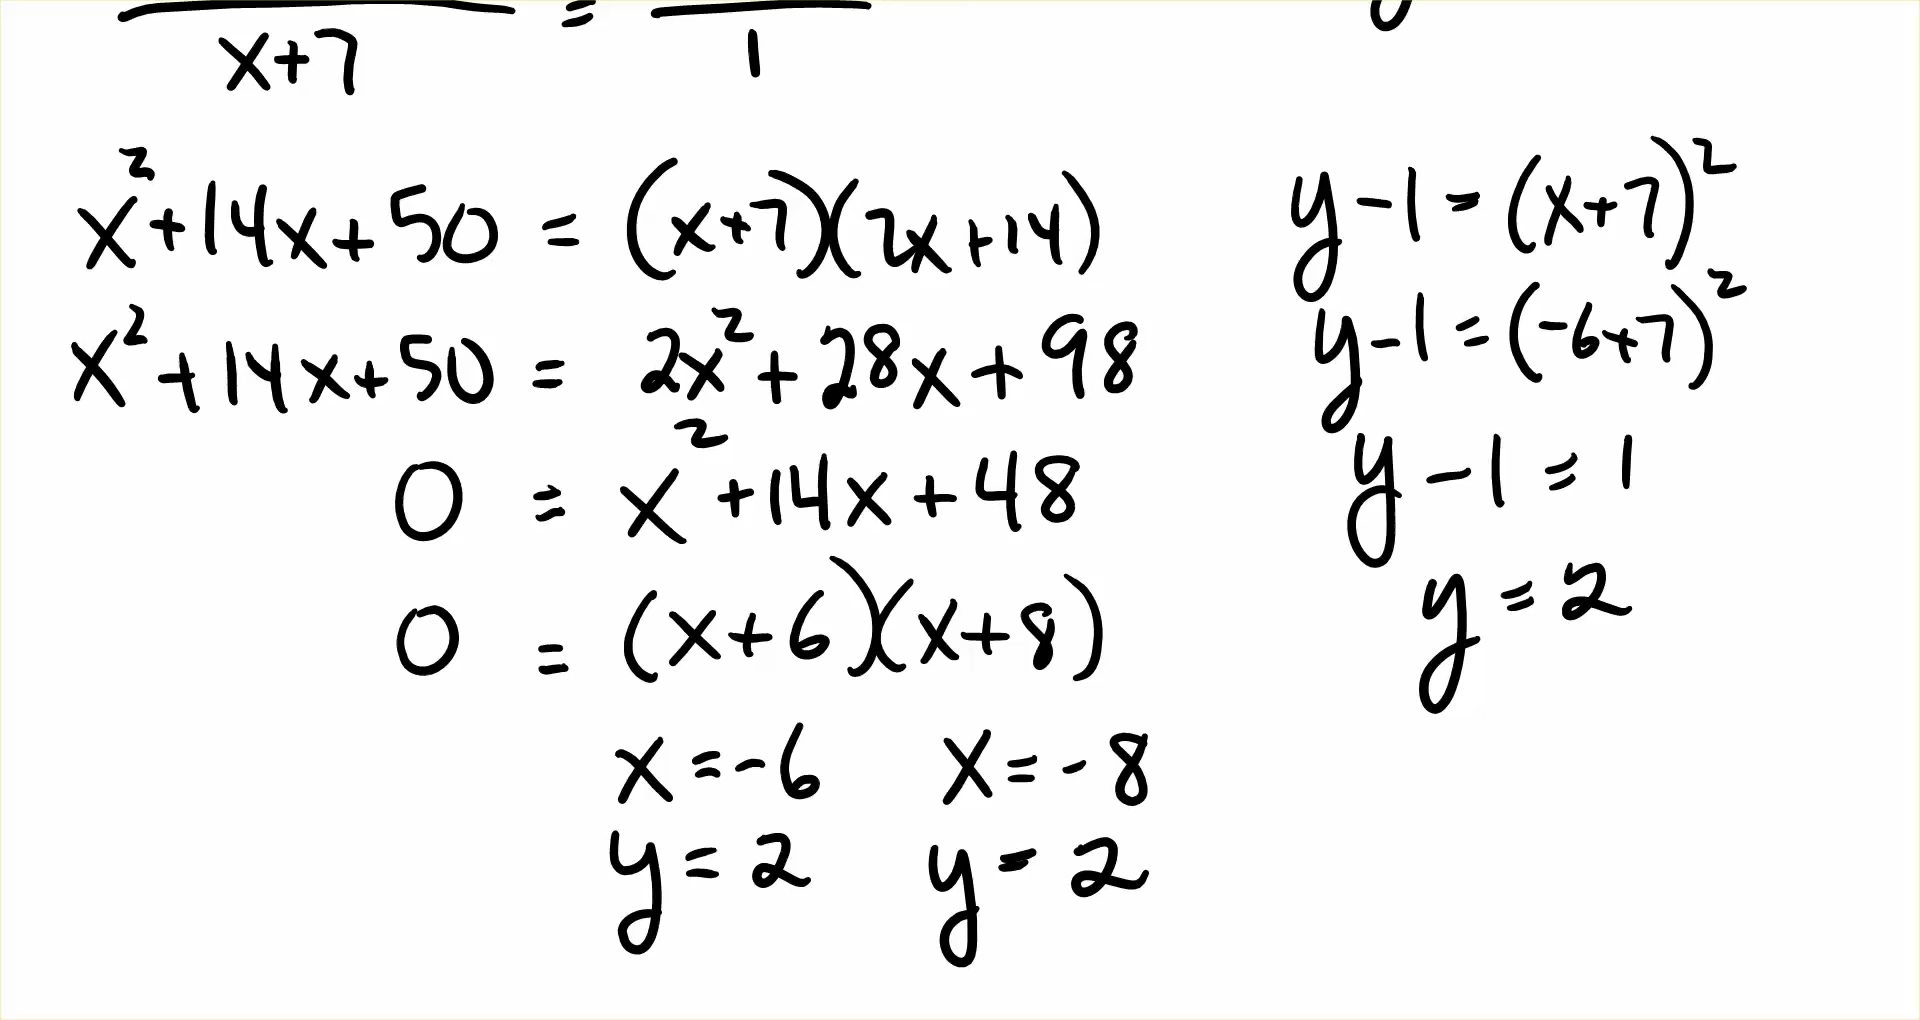 x+7 = 1
x²+14x+50 = (x+7)(2x+14)
x²+14x+50 = 2x²+28x+98
0 = x²+14x+48
0 = (x+6)(x+8)
x=-6 x=-8
y=2 y=2
y-1=(x+7)²
y-1=(-6+7)²
y-1=1
y=2